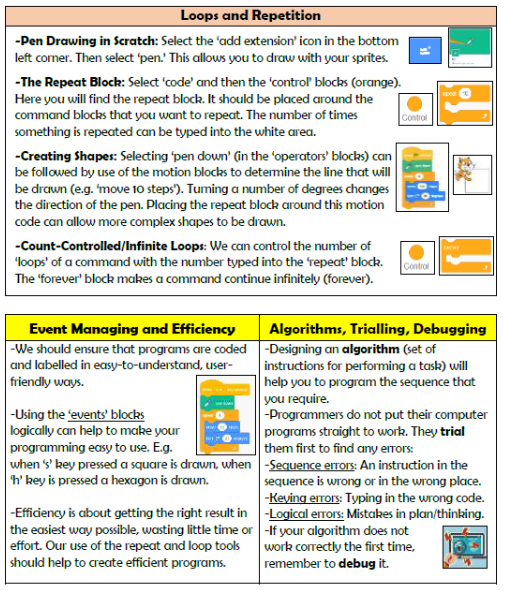 Loops and Repetition
-Pen Drawing in Scratch: Select the ‘add extension’ icon in the bottom
left corner. Then select ‘pen.’ This allows you to draw with your sprites.
-The Repeat Block: Select ‘code’ and then the ‘control’ blocks (orange).
Here you will find the repeat block. It should be placed around the
command blocks that you want to repeat. The number of times
something is repeated can be typed into the white area.
Control
repeat 10
-Creating Shapes: Selecting ‘pen down’ (in the ‘operators’ blocks) can
be followed by use of the motion blocks to determine the line that will
be drawn (e.g. ‘move 10 steps’). Turning a number of degrees changes
the direction of the pen. Placing the repeat block around this motion
code can allow more complex shapes to be drawn.
-Count-Controlled/Infinite Loops: We can control the number of
‘loops’ of a command with the number typed into the ‘repeat’ block.
The ‘forever’ block makes a command continue infinitely (forever).
Control
forever
Event Managing and Efficiency
-We should ensure that programs are coded
and labelled in easy-to-understand, user-
friendly ways.
-Using the ‘events’ blocks
logically can help to make your
programming easy to use. E.g.
when ‘s’ key pressed a square is drawn, when
‘h’ key is pressed a hexagon is drawn.
-Efficiency is about getting the right result in
the easiest way possible, wasting little time or
effort. Our use of the repeat and loop tools
should help to create efficient programs.
Algorithms, Trialling, Debugging
-Designing an algorithm (set of
instructions for performing a task) will
help you to program the sequence that
you require.
-Programmers do not put their computer
programs straight to work. They trial
them first to find any errors:
-Sequence errors: An instruction in the
sequence is wrong or in the wrong place.
-Keying errors: Typing in the wrong code.
-Logical errors: Mistakes in plan/thinking.
-If your algorithm does not
work correctly the first time,
remember to debug it.